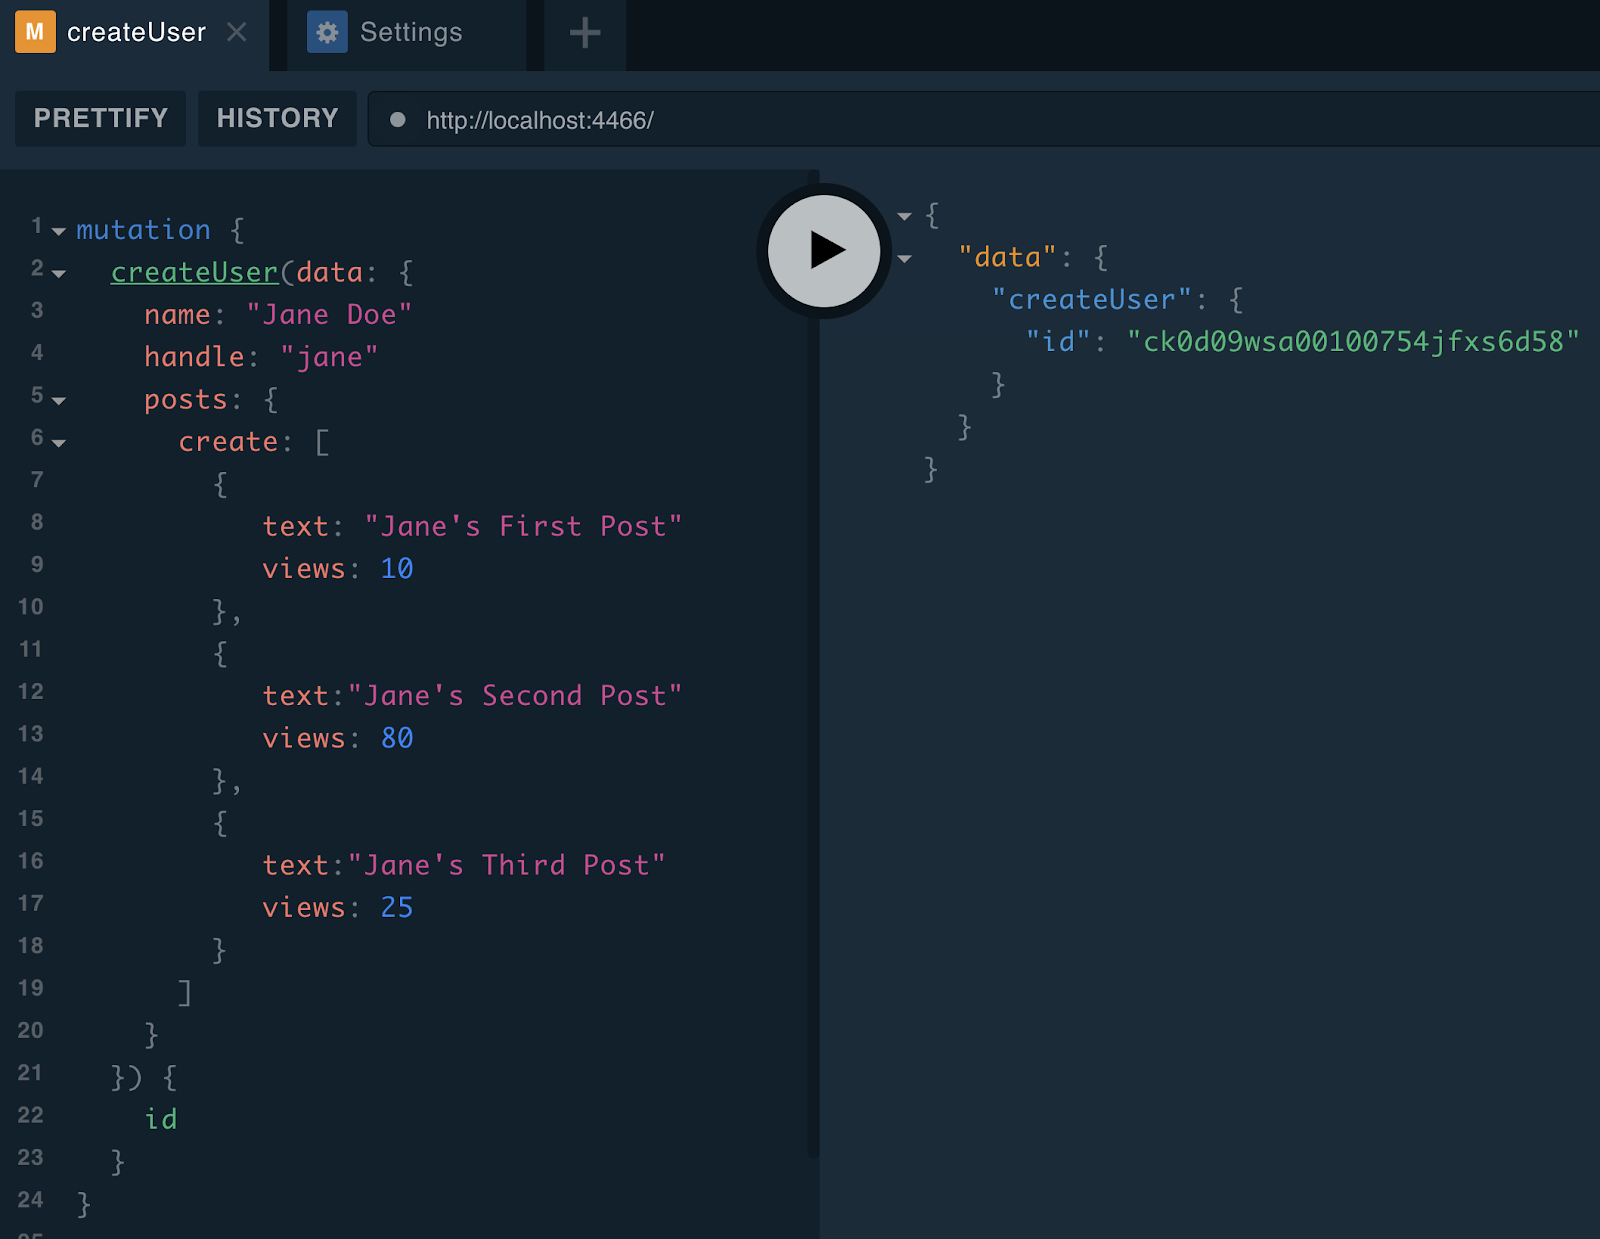 M createUser × Settings +
PRETTIFY HISTORY http://localhost:4466/
1 mutation {
2 createUser(data: {
3 name: "Jane Doe"
4 handle: "jane"
5 posts: {
6 create: [
7 {
8 text: "Jane's First Post"
9 views: 10
10 },
11 {
12 text:"Jane's Second Post"
13 views: 80
14 },
15 {
16 text:"Jane's Third Post"
17 views: 25
18 }
19 ]
20 }
21 }) {
22 id
23 }
24 }
{
"data": {
"createUser": {
"id": "ck0d09wsa00100754jfxs6d58"
}
}
}